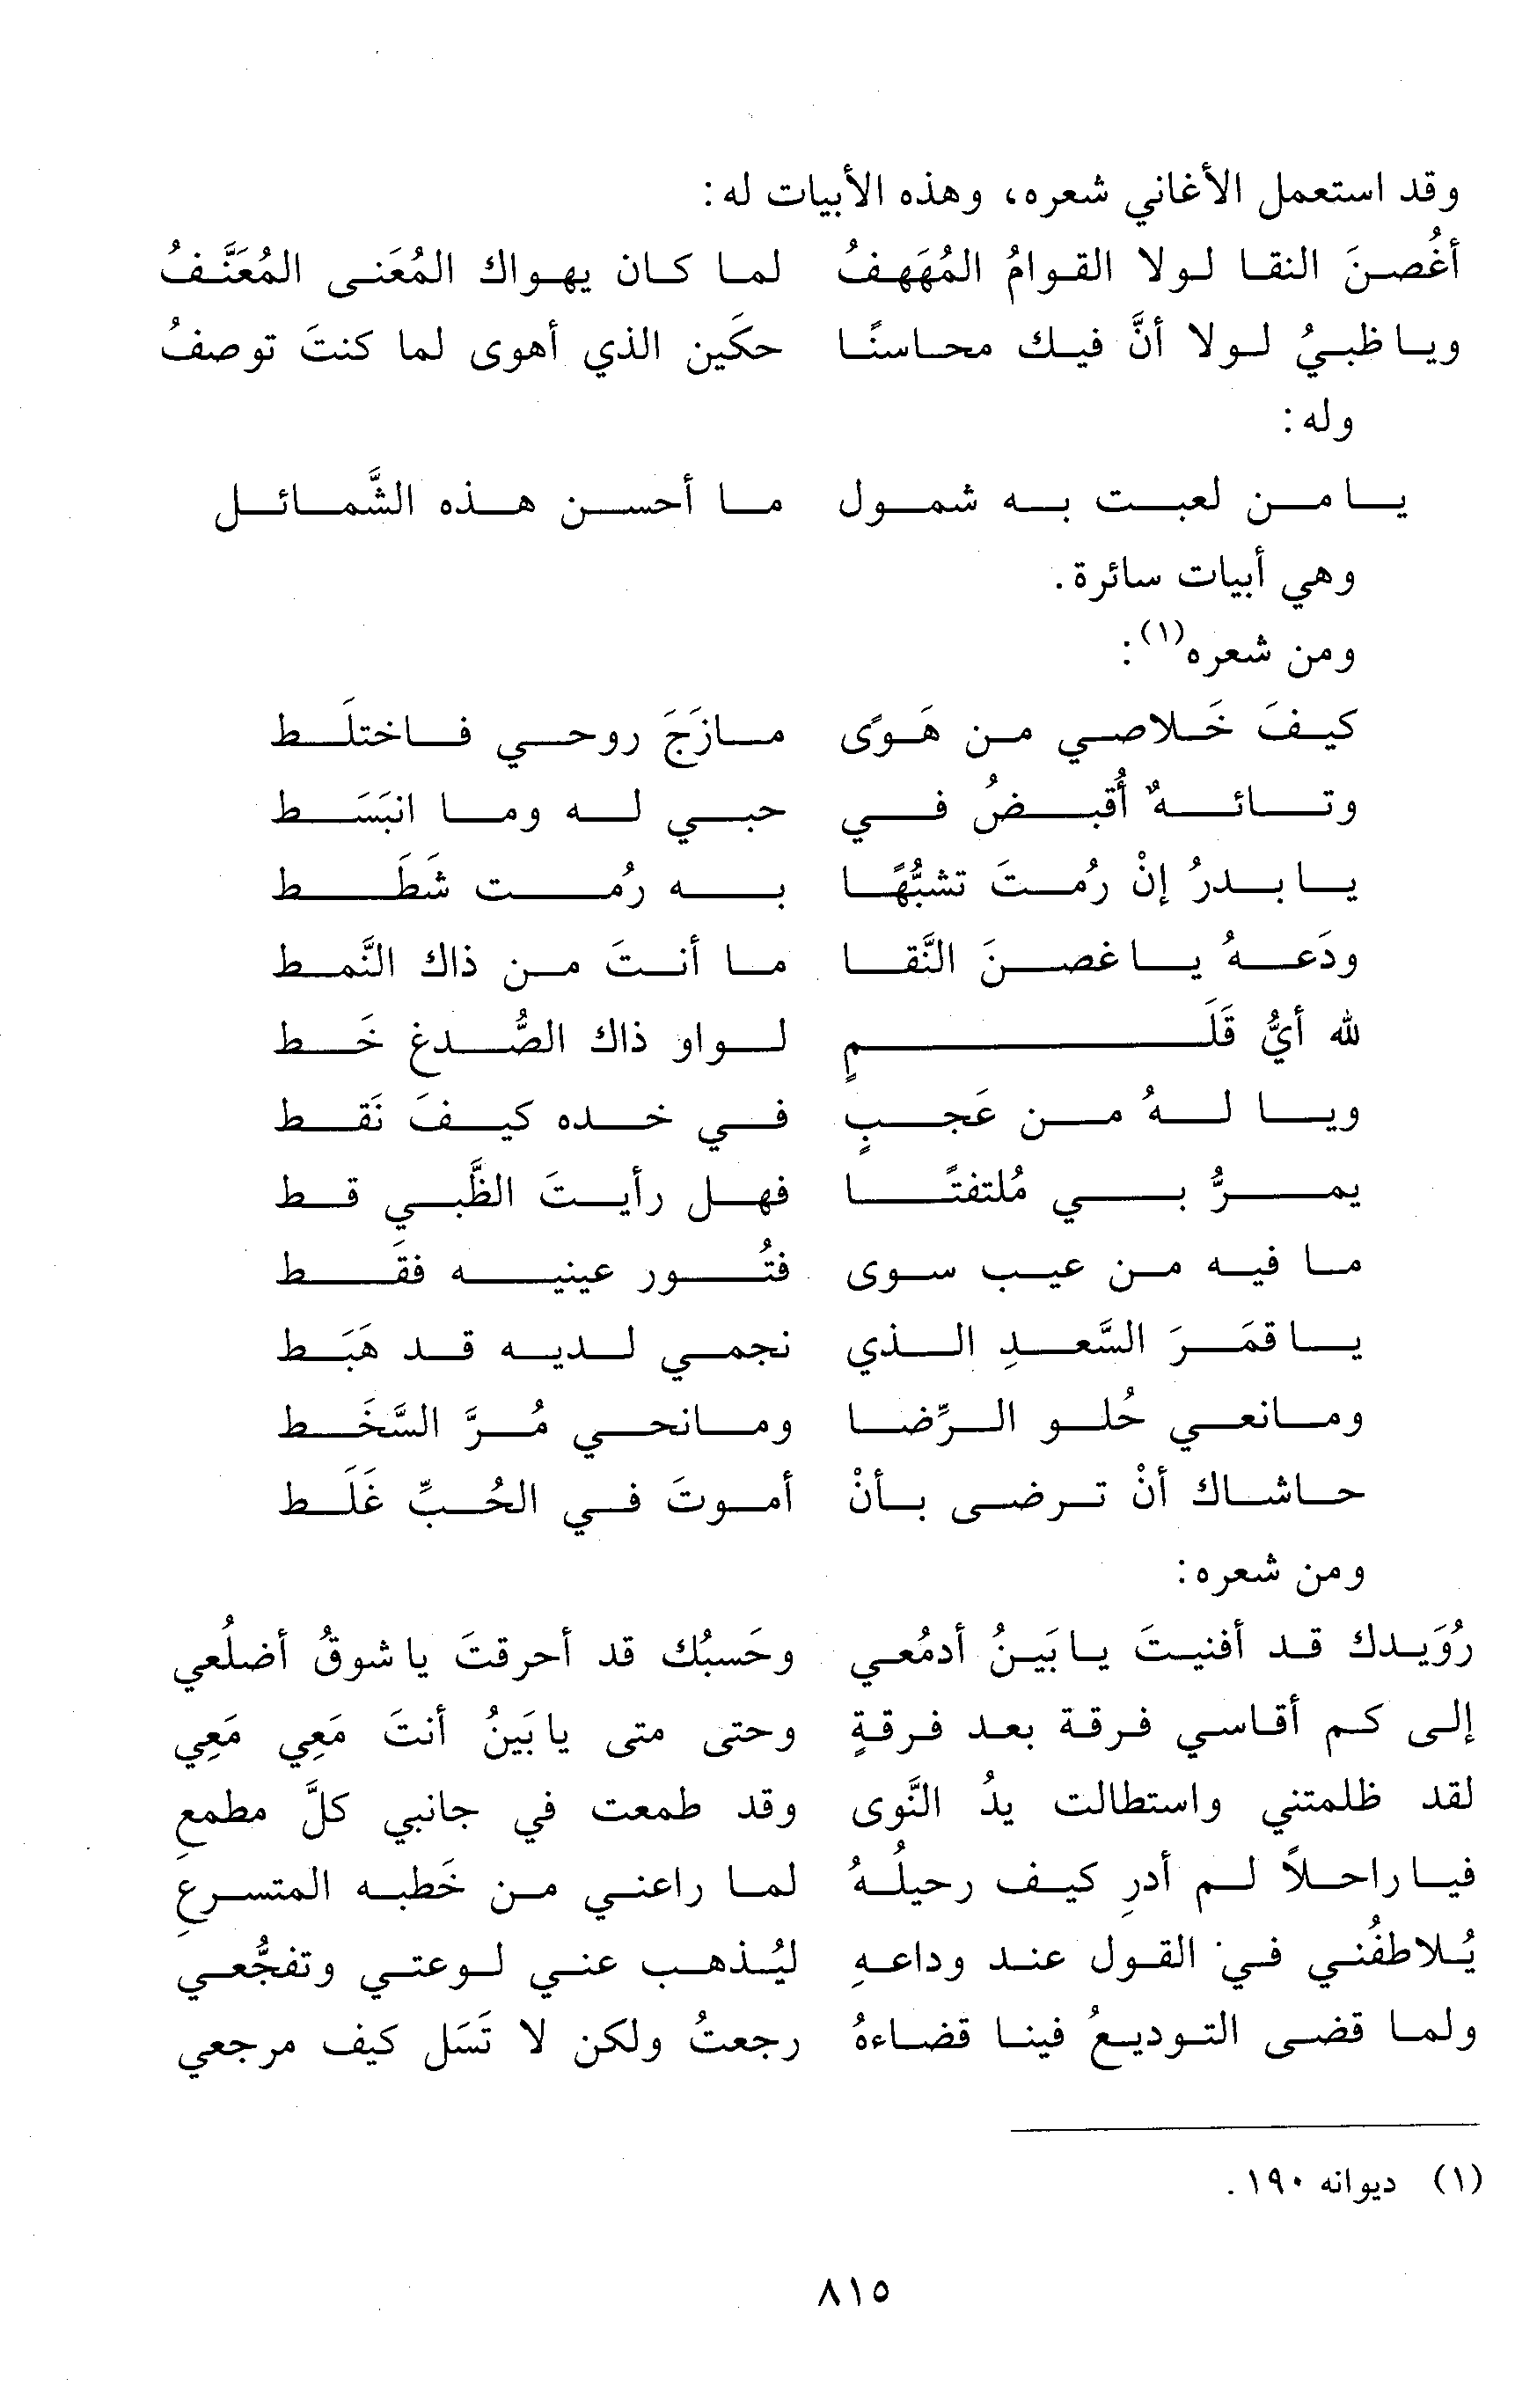 وقد استعمل الأغاني شعره، وهذه الأبيات له:
أغُصنَ النقا لولا القوامُ المُهَهفُ لما كان يهواك المُعَنى المُعَنَّفُ
ويا ظبيُ لولا أنَّ فيك محاسنًا حكَين الذي أهوى لما كنتَ توصفُ
وله:
يا من لعبت به شمول ما أحسن هذه الشَّمائل
وهي أبيات سائرة.
ومن شعره(١):
كيفَ خَلاصي من هَوًى مازَجَ روحي فاختلَط
وتائهٌ أُقبضُ في حبي له وما انبَسَط
يا بدرُ إنْ رُمتَ تشبُّهًا به رُمت شَطَط
ودَعهُ يا غصنَ النَّقا ما أنتَ من ذاك النَّمط
لله أيُّ قَلَمٍ لواو ذاك الصُّدغ خَط
ويا لهُ من عَجبٍ في خده كيفَ نَقط
يمرُّ بي مُلتفتًا فهل رأيتَ الظَّبي قط
ما فيه من عيب سوى فتُور عينيه فقَط
يا قمَرَ السَّعدِ الذي نجمي لديه قد هَبَط
ومانعي حُلو الرِّضا ومانحي مُرَّ السَّخَط
حاشاك أنْ ترضى بأنْ أموتَ في الحُبِّ غَلَط
ومن شعره:
رُوَيدك قد أفنيتَ يا بَينُ أدمُعي وحَسبُك قد أحرقتَ يا شوقُ أضلُعي
إلى كم أقاسي فرقة بعد فرقةٍ وحتى متى يا بَينُ أنتَ مَعِي مَعِي
لقد ظلمتني واستطالت يدُ النَّوى وقد طمعت في جانبي كلَّ مطمعِ
فيا راحلاً لم أدرِ كيف رحيلُهُ لما راعني من خَطبه المتسرعِ
يُلاطفُني في القول عند وداعهِ ليُذهب عني لوعتي وتفجُّعي
ولما قضى التوديعُ فينا قضاءهُ رجعتُ ولكن لا تَسَل كيف مرجعي
(١) ديوانه ١٩٠.
٨١٥